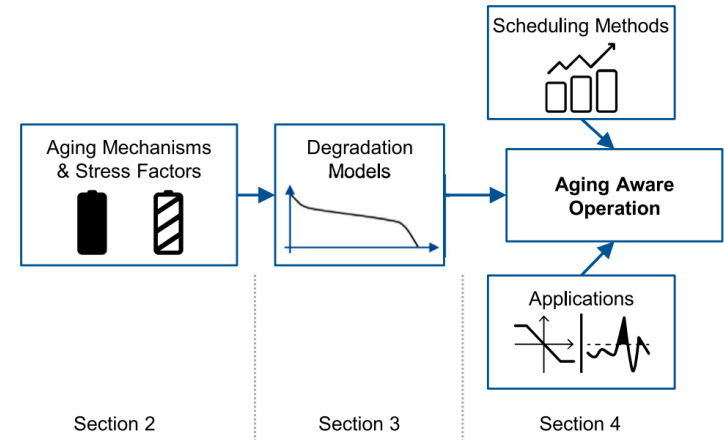 Scheduling Methods
Aging Mechanisms
& Stress Factors
Degradation
Models
Aging Aware
Operation
Applications
Section 2
Section 3
Section 4